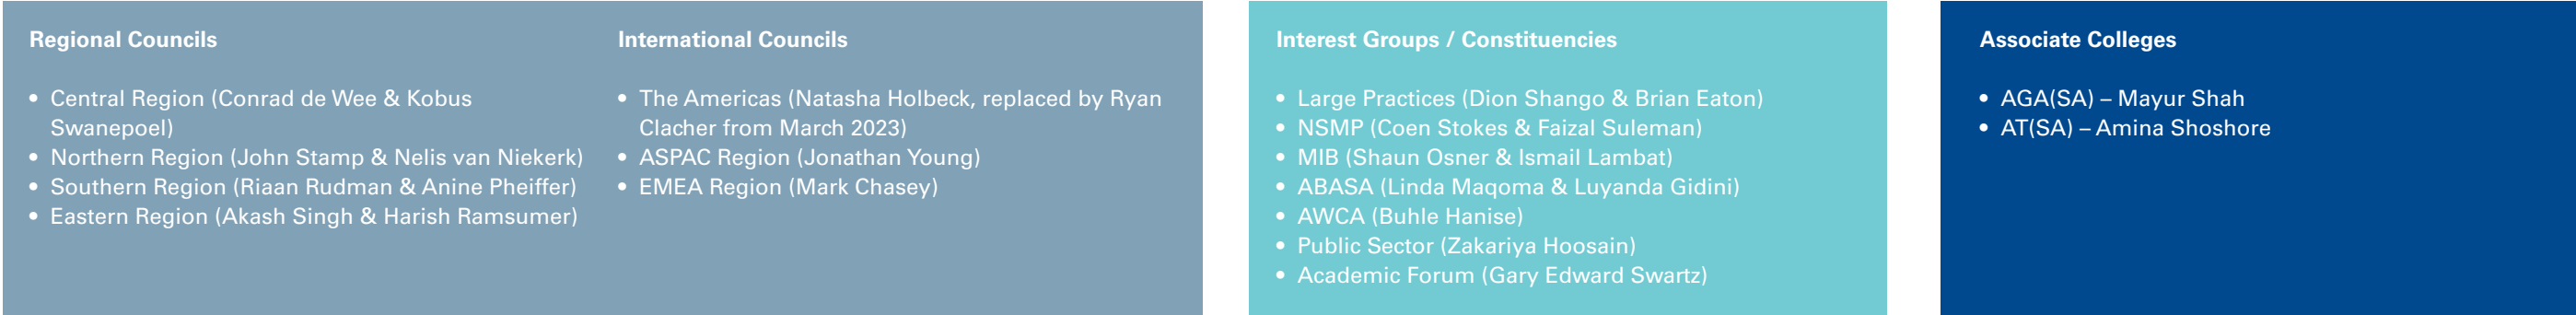 Regional Councils
• Central Region (Conrad de Wee & Kobus
Swanepoel)
• Northern Region (John Stamp & Nelis van Niekerk)
• Southern Region (Riaan Rudman & Anine Pheiffer)
• Eastern Region (Akash Singh & Harish Ramsumer)
International Councils
• The Americas (Natasha Holbeck, replaced by Ryan
Clacher from March 2023)
• ASPAC Region (Jonathan Young)
• EMEA Region (Mark Chasey)
Interest Groups / Constituencies
• Large Practices (Dion Shango & Brian Eaton)
• NSMP (Coen Stokes & Faizal Suleman)
• MIB (Shaun Osner & Ismail Lambat)
• ABASA (Linda Maqoma & Luyanda Gidini)
• AWCA (Buhle Hanise)
• Public Sector (Zakariya Hoosain)
• Academic Forum (Gary Edward Swartz)
Associate Colleges
• AGA(SA) – Mayur Shah
• AT(SA) – Amina Shoshore